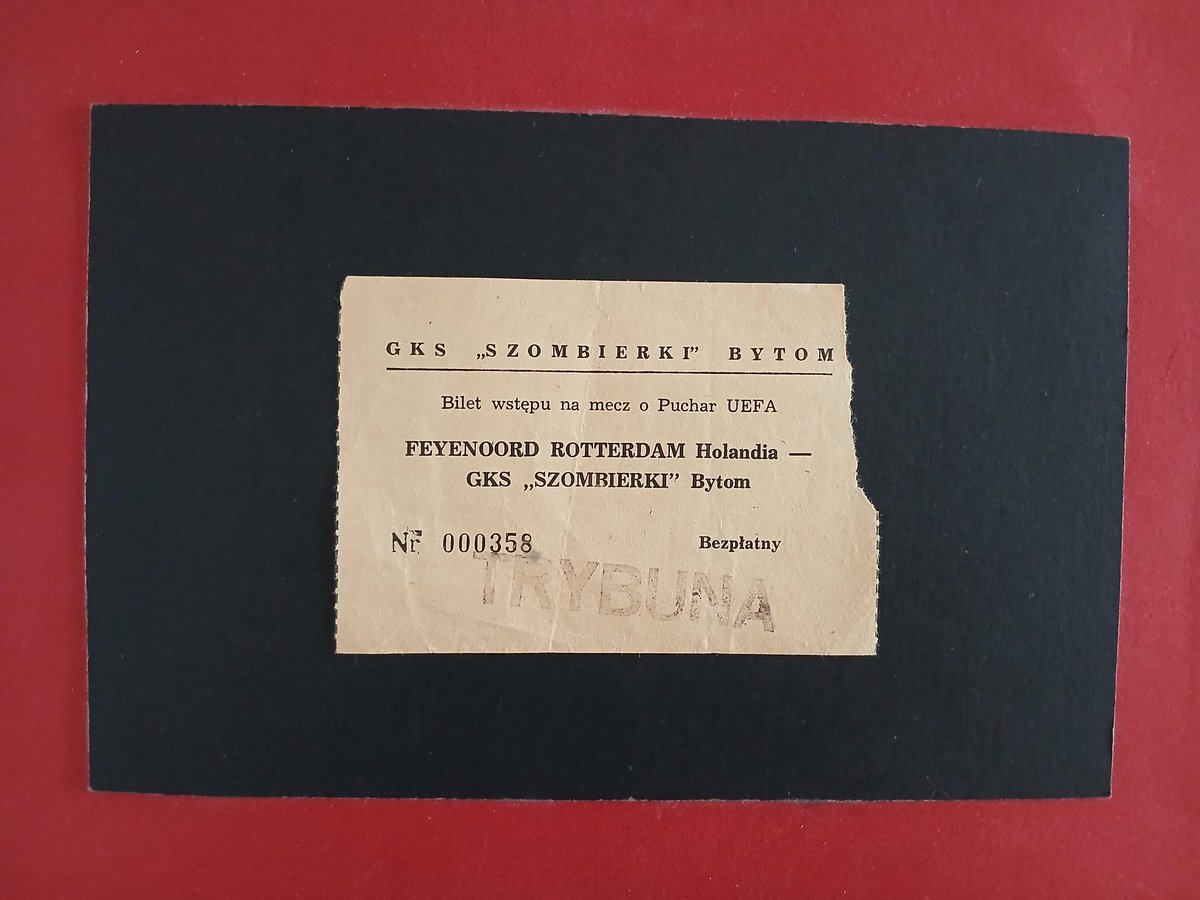 GKS „SZOMBIERKI” BYTOM
Bilet wstępu na mecz o Puchar UEFA
FEYENOORD ROTTERDAM Holandia —
GKS „SZOMBIERKI” Bytom
Nr 000358 Bezpłatny
TRYBUNA